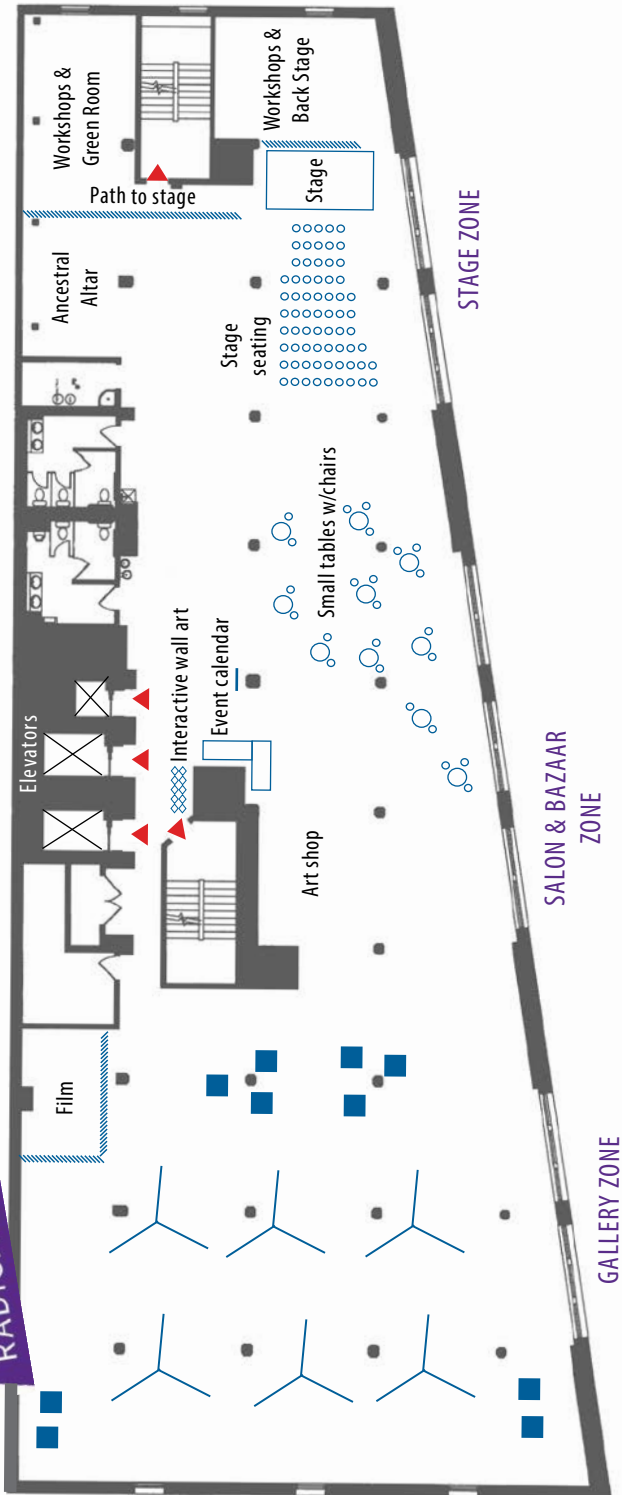 Elevators
Film
Ancestral
Altar
Workshops &
Green Room
Path to stage
Interactive wall art
Event calendar
Stage
seating
Workshops &
Back Stage
Stage
Art shop
Small tables w/chairs
GALLERY ZONE
SALON & BAZAAR
ZONE
STAGE ZONE